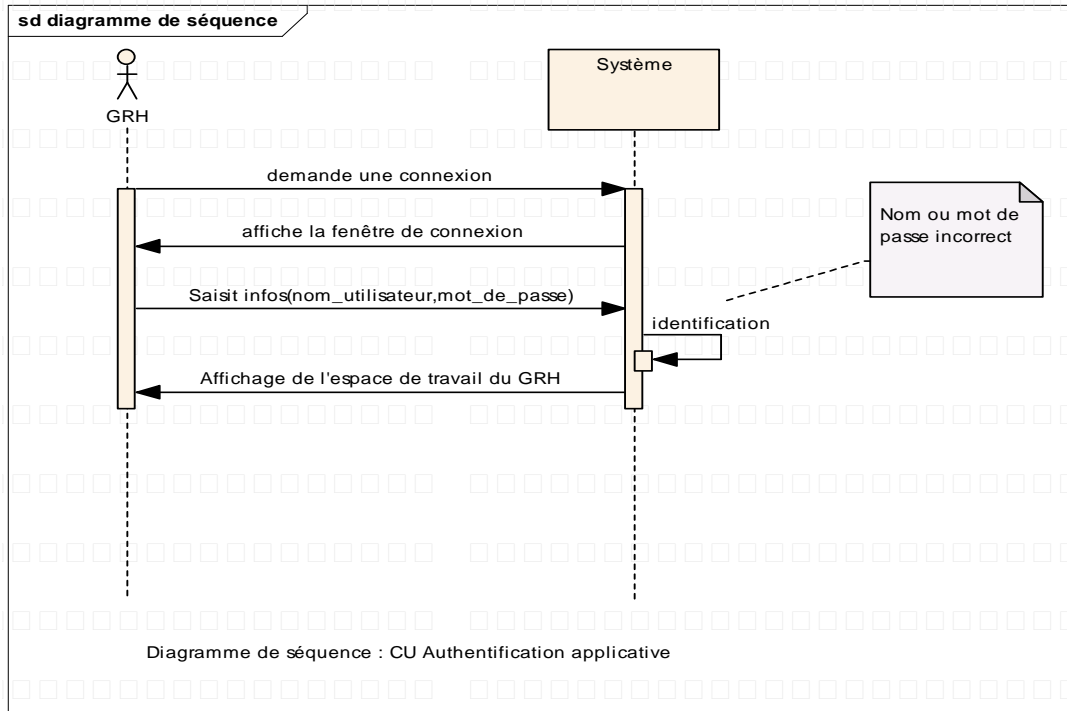 sd diagramme de séquence
GRH
Système
demande une connexion
affiche la fenêtre de connexion
Nom ou mot de
passe incorrect
Saisit infos(nom_utilisateur,mot_de_passe)
identification
Affichage de l'espace de travail du GRH
Diagramme de séquence : CU Authentification applicative